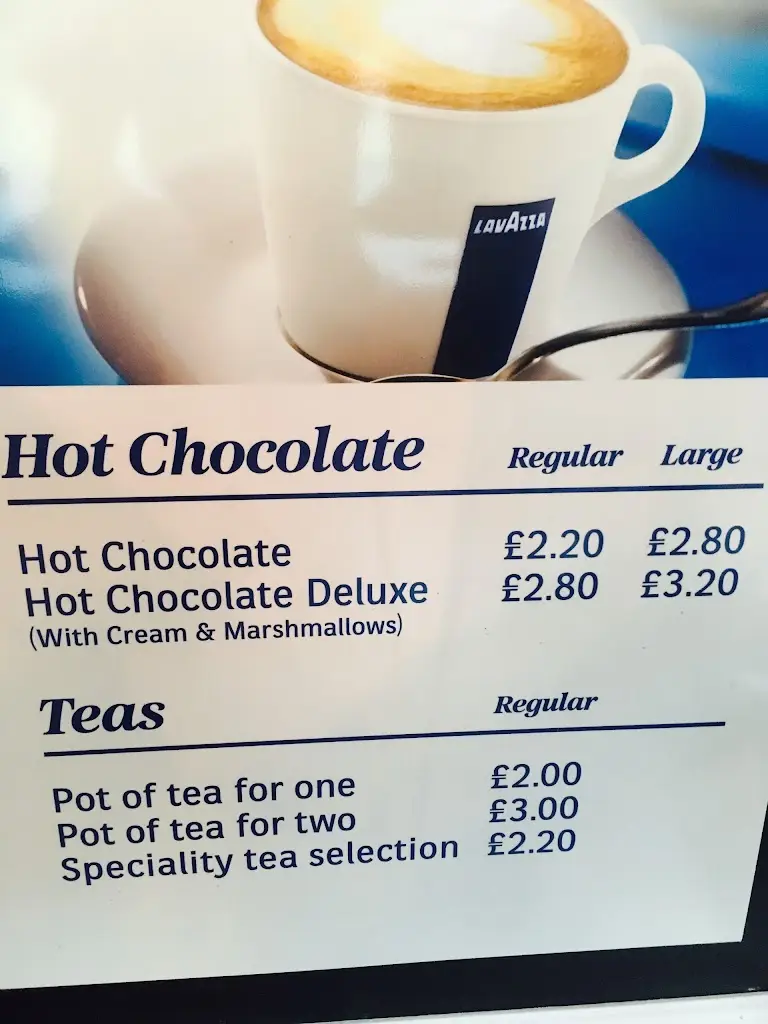 LAVAZZA
Hot Chocolate Regular Large
Hot Chocolate £2.20 £2.80
Hot Chocolate Deluxe £2.80 £3.20
(With Cream & Marshmallows)
Teas Regular
Pot of tea for one £2.00
Pot of tea for two £3.00
Speciality tea selection £2.20